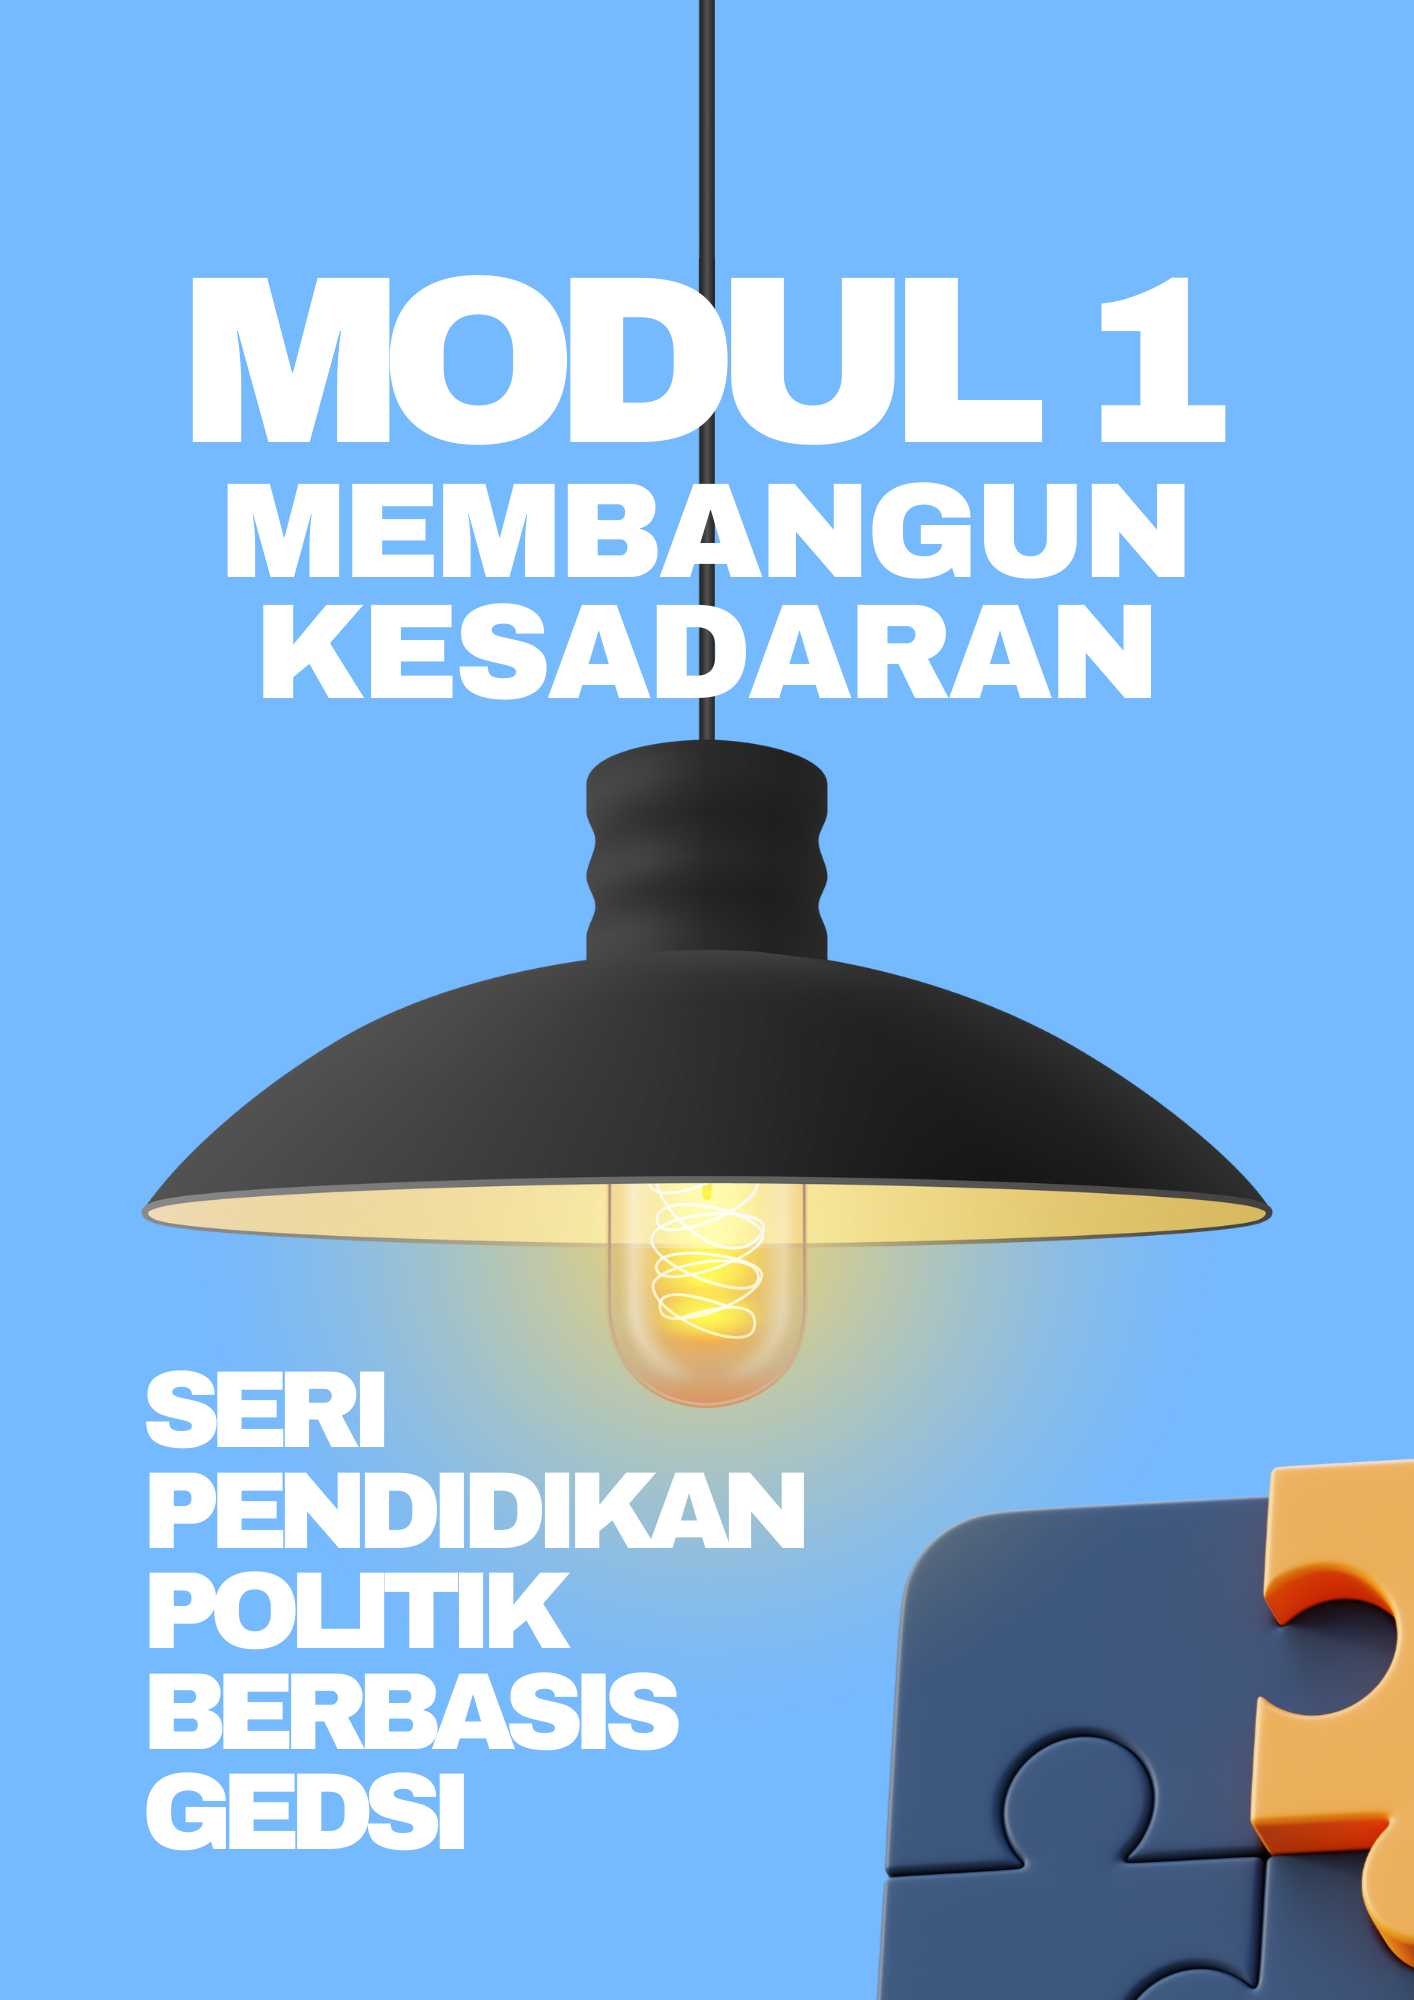 MODUL 1
MEMBANGUN
KESADARAN
SERI
PENDIDIKAN
POLITIK
BERBASIS
GEDSI